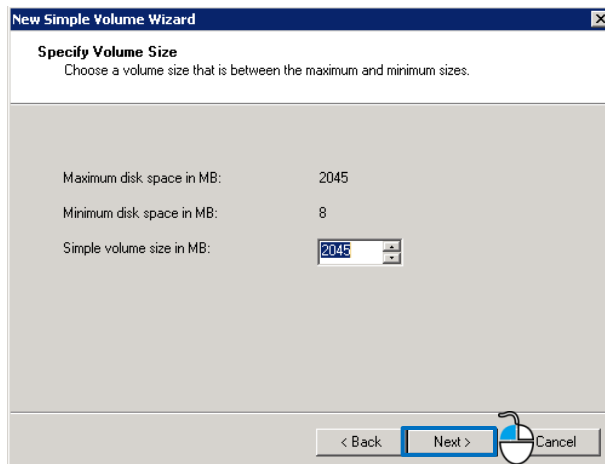 New Simple Volume Wizard
Specify Volume Size
Choose a volume size that is between the maximum and minimum sizes.
Maximum disk space in MB: 2045
Minimum disk space in MB: 8
Simple volume size in MB: 2045
< Back Next > Cancel